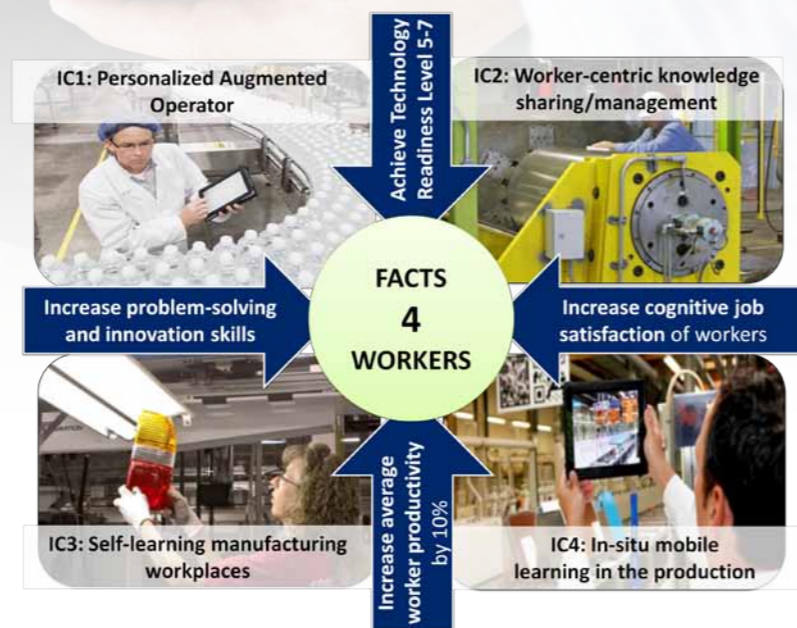 IC1: Personalized Augmented
Operator
Achieve Technology
Readiness Level 5-7
IC2: Worker-centric knowledge
sharing/management
Increase problem-solving
and innovation skills
FACTS
4
WORKERS
Increase cognitive job
satisfaction of workers
IC3: Self-learning manufacturing
workplaces
Increase average
worker productivity
by 10%
IC4: In-situ mobile
learning in the production